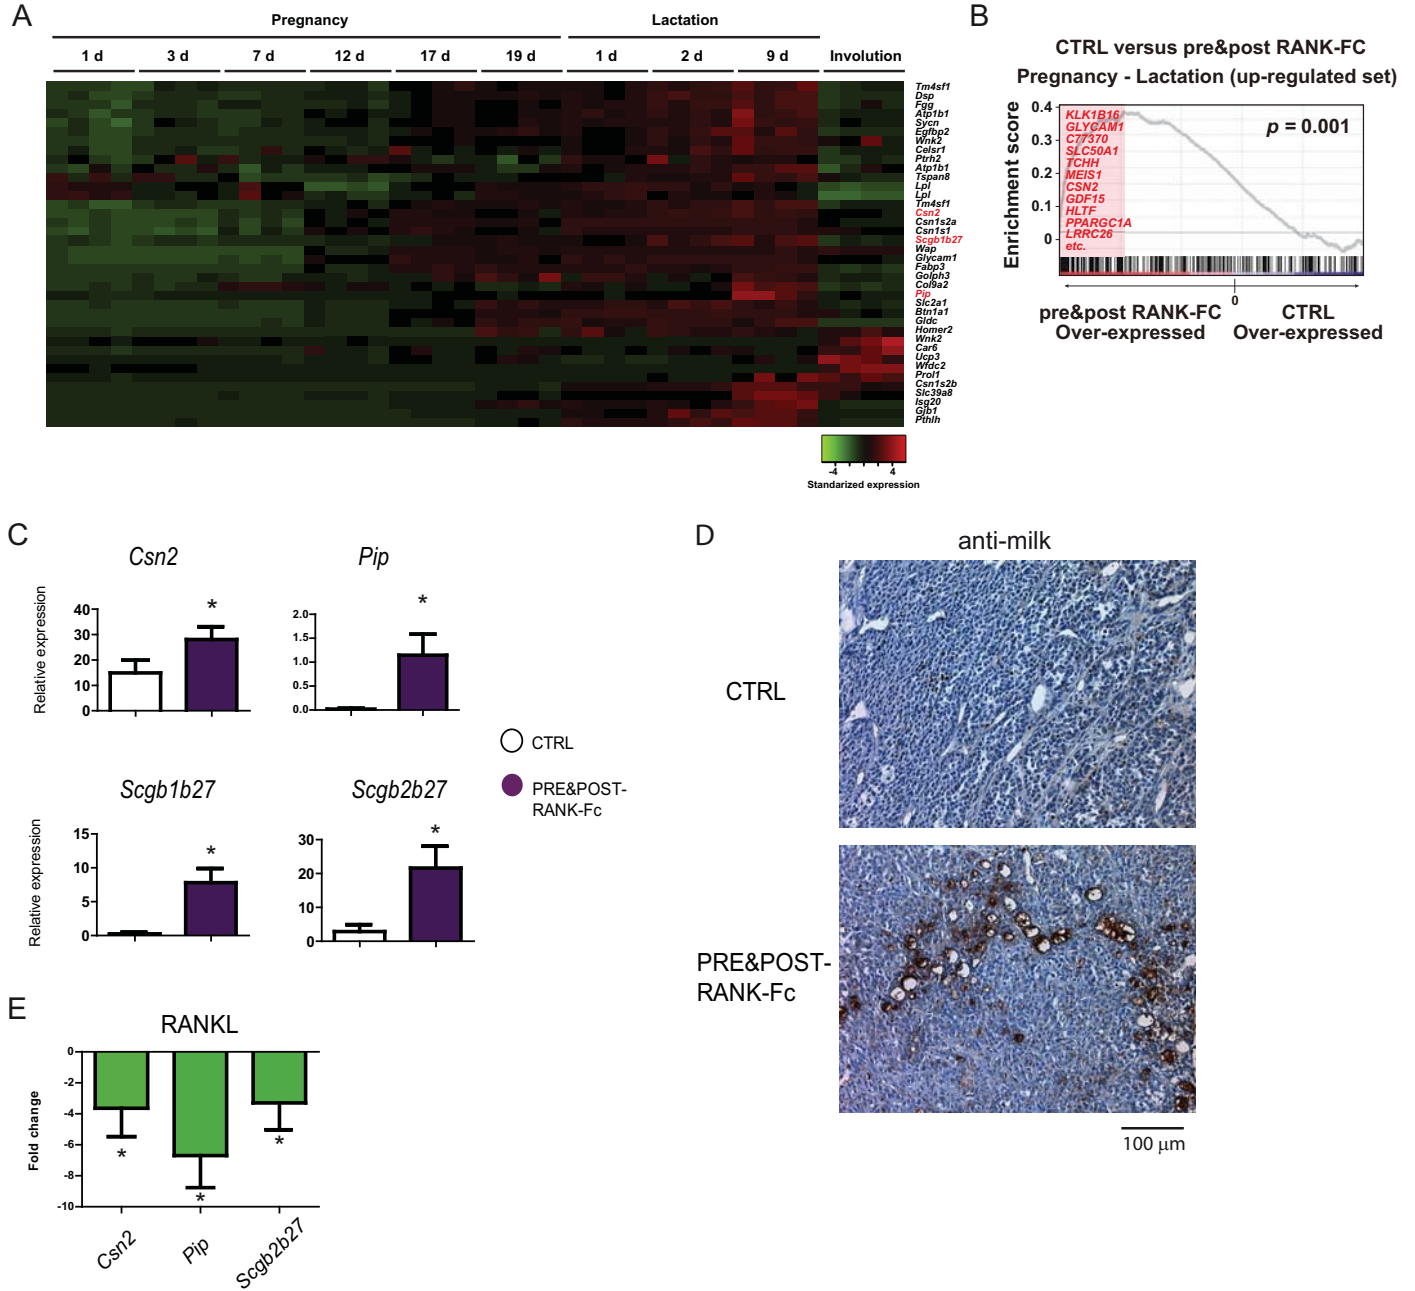 A
Pregnancy
Lactation
1 d
3 d
7 d
12 d
17 d
19 d
1 d
2 d
9 d
Involution
Tm4sf1
Dsp
Fgg
Atp1b1
Sycn
Egfbp2
Wnk2
Celsr1
Ptrh2
Atp1b1
Tspan8
Lpl
Lpl
Tm4sf1
Csn2
Csn1s2a
Csn1s1
Scgb1b27
Wap
Glycam1
Fabp3
Golph3
Col9a2
Pip
Slc2a1
Btn1a1
Gldc
Homer2
Wnk2
Car6
Ucp3
Wfdc2
Prol1
Csn1s2b
Slc39a8
Isg20
Gjb1
Pthlh
-4
4
Standarized expression
B
CTRL versus pre&post RANK-FC
Pregnancy - Lactation (up-regulated set)
Enrichment score
0.4
0.3
0.2
0.1
0
KLK1B16
GLYCAM1
C77370
SLC50A1
TCHH
MEIS1
CSN2
GDF15
HLTF
PPARGC1A
LRRC26
etc.
p = 0.001
0
pre&post RANK-FC
Over-expressed
CTRL
Over-expressed
C
Csn2
Relative expression
40
30
20
10
0
*
Pip
2.0
1.5
1.0
0.5
0.0
*
CTRL
PRE&POST-
RANK-Fc
Scgb1b27
Relative expression
15
10
5
0
*
Scgb2b27
30
20
10
0
*
D
anti-milk
CTRL
PRE&POST-
RANK-Fc
100 μm
E
RANKL
Fold change
0
-2
-4
-6
-8
-10
*
*
*
Csn2
Pip
Scgb2b27